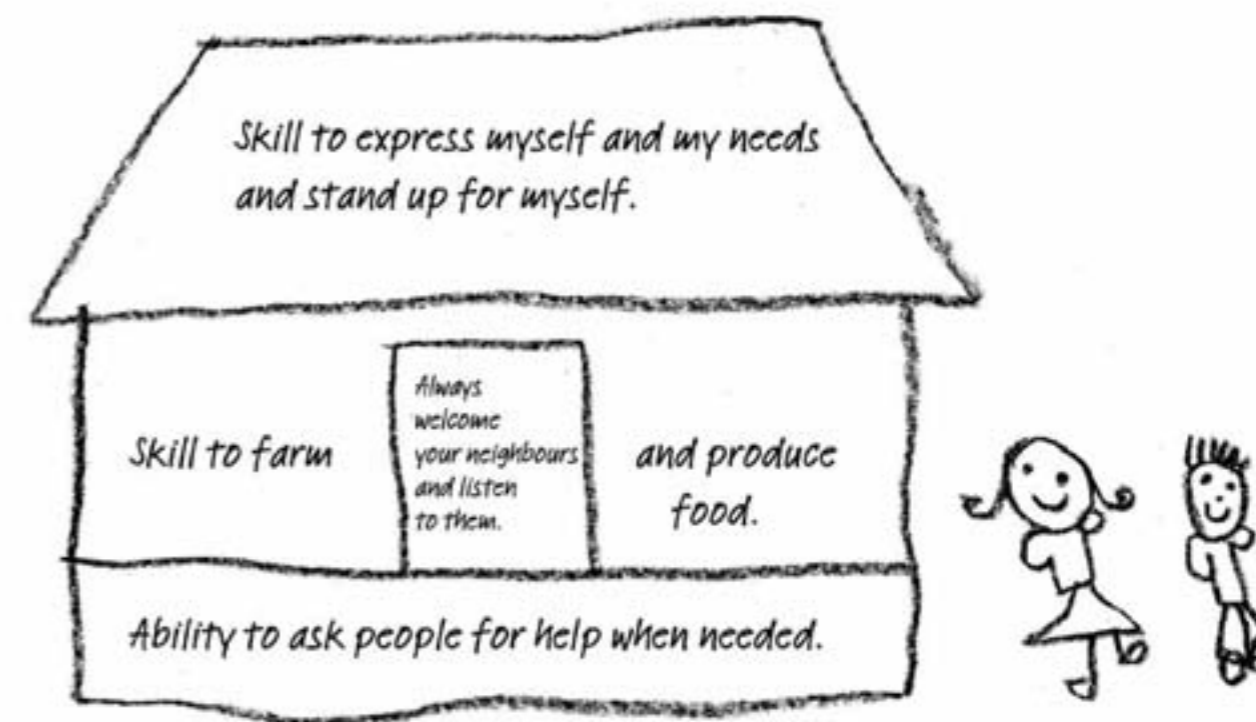 Skill to express myself and my needs
and stand up for myself.
Skill to farm
Always
welcome
your neighbours
and listen
to them.
and produce
food.
Ability to ask people for help when needed.